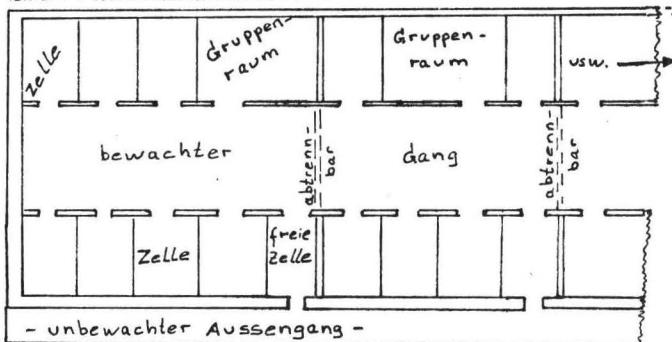 Zelle
Gruppen-
raum
Gruppen-
raum
usw.
bewachter
abtrenn-
bar
Gang
abtrenn-
bar
Zelle
freie
Zelle
- unbewachter Aussengang -